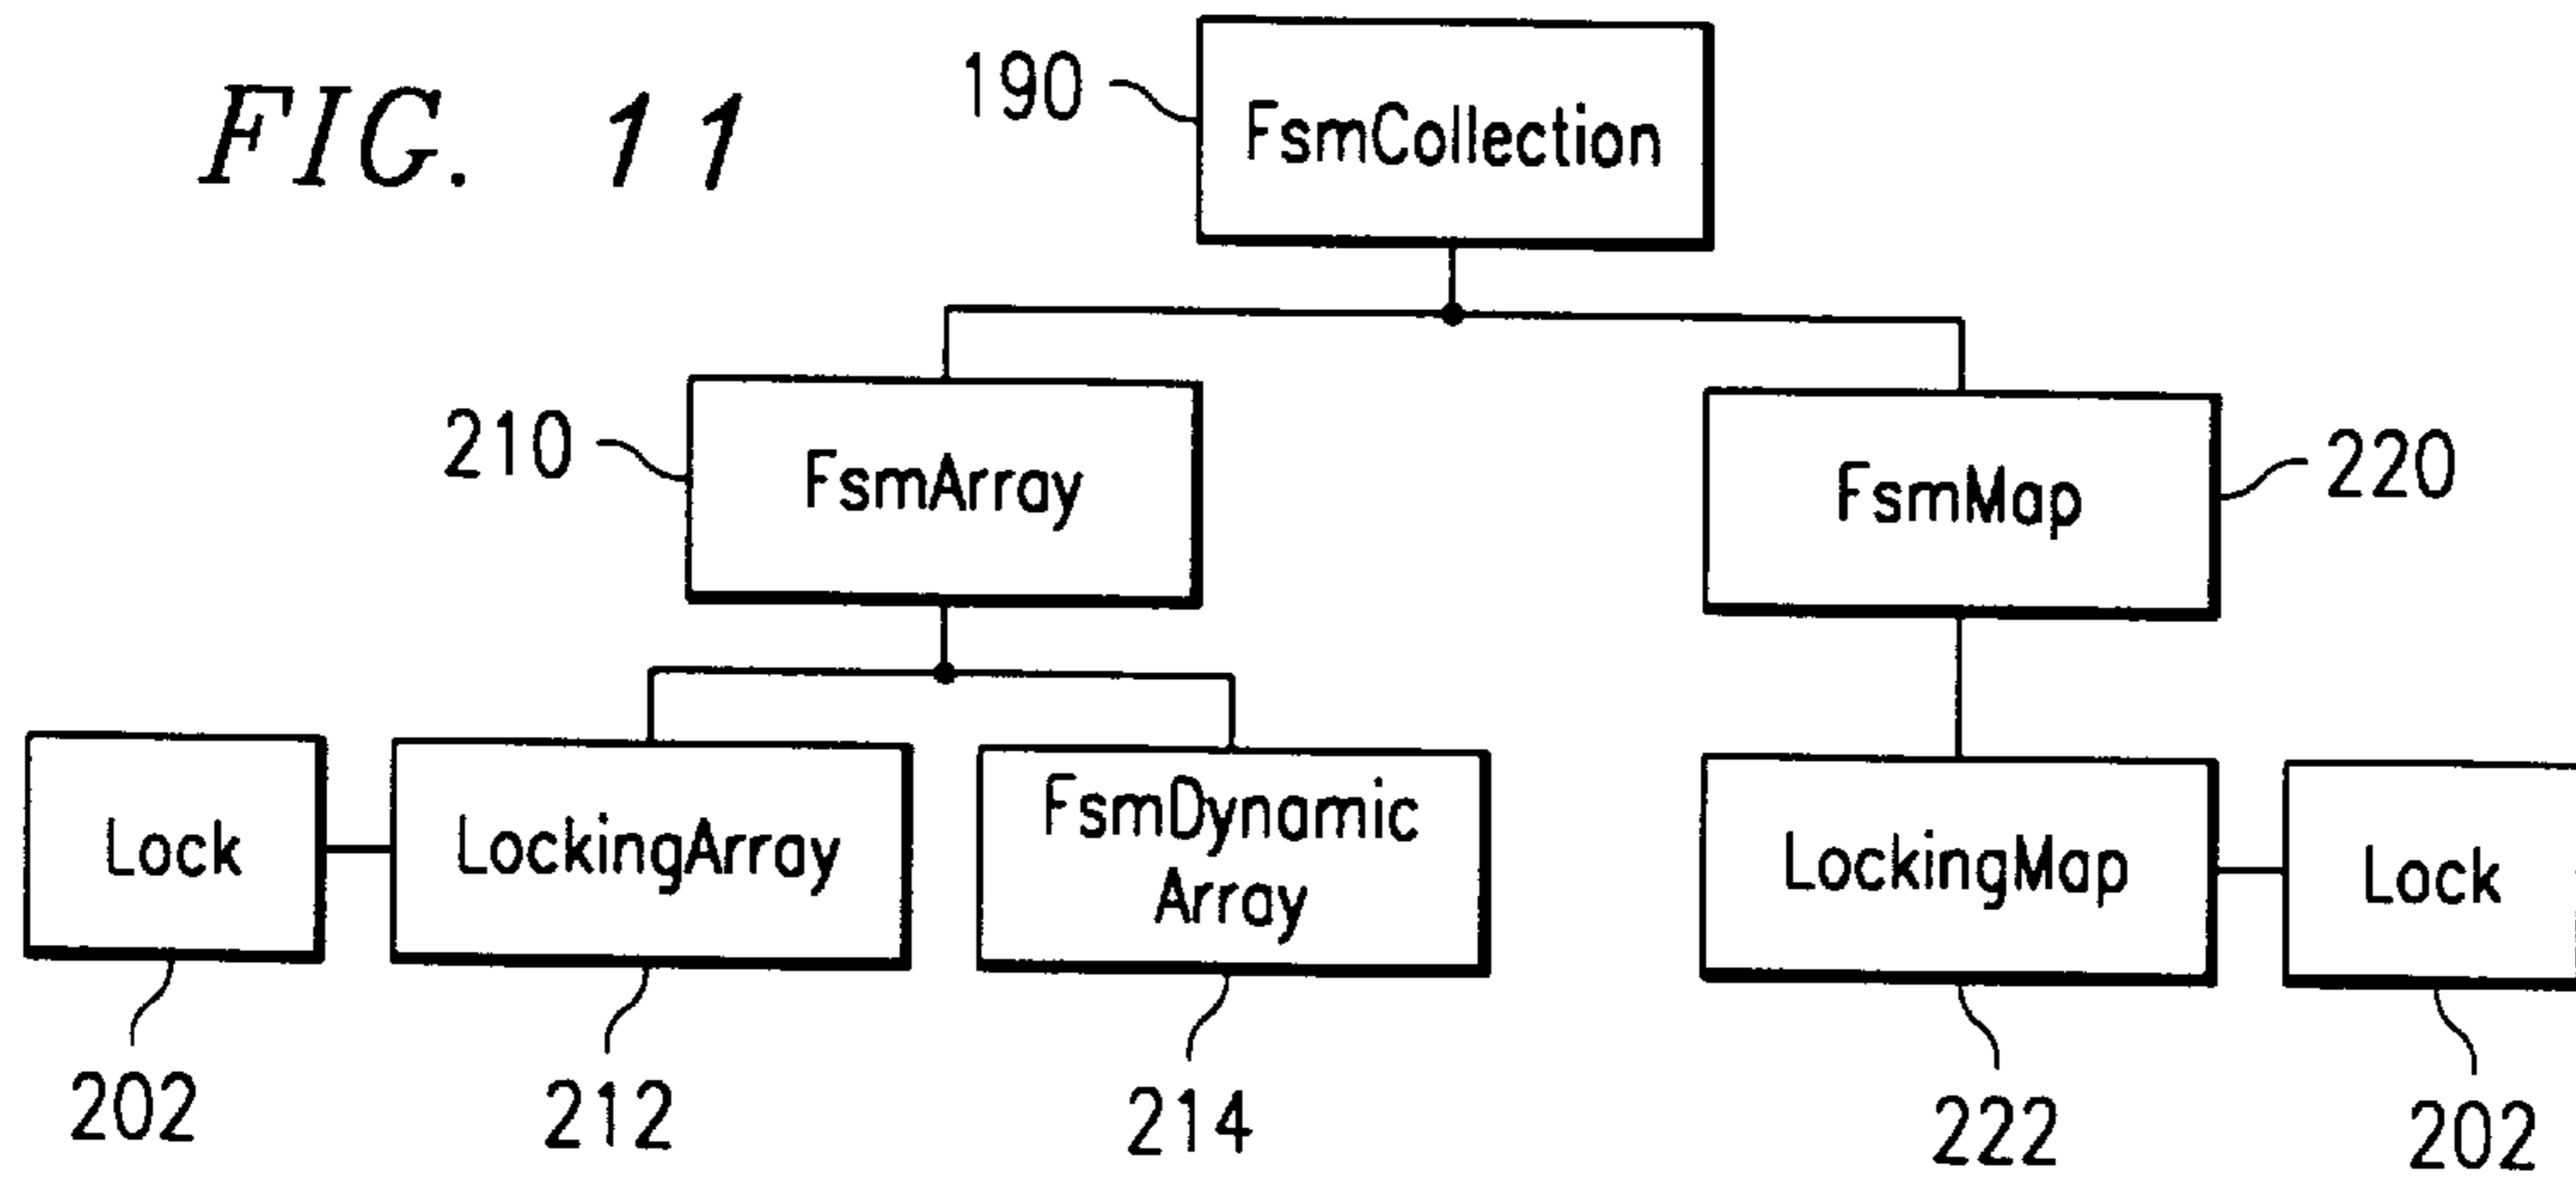 FIG. 11
190
FsmCollection
210
FsmArray
FsmMap
220
Lock
LockingArray
FsmDynamic
Array
LockingMap
Lock
202
212
214
222
202